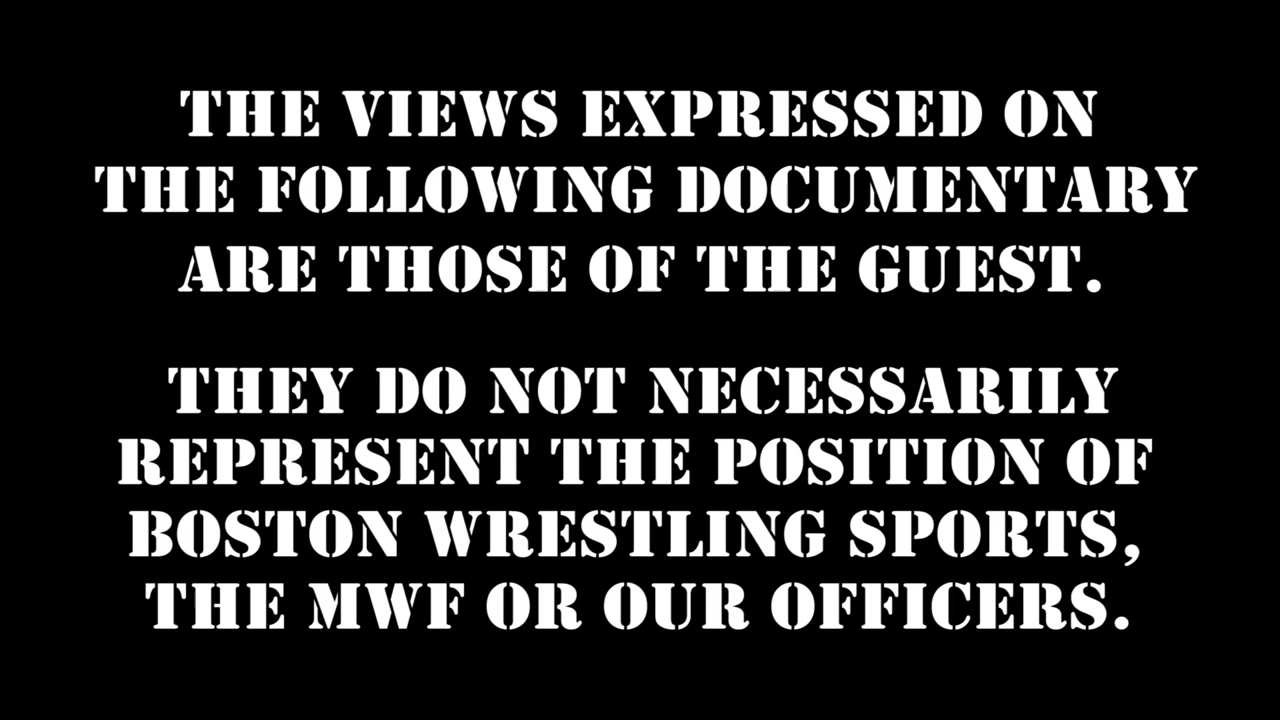 THE VIEWS EXPRESSED ON
THE FOLLOWING DOCUMENTARY
ARE THOSE OF THE GUEST.
THEY DO NOT NECESSARILY
REPRESENT THE POSITION OF
BOSTON WRESTLING SPORTS,
THE MWF OR OUR OFFICERS.